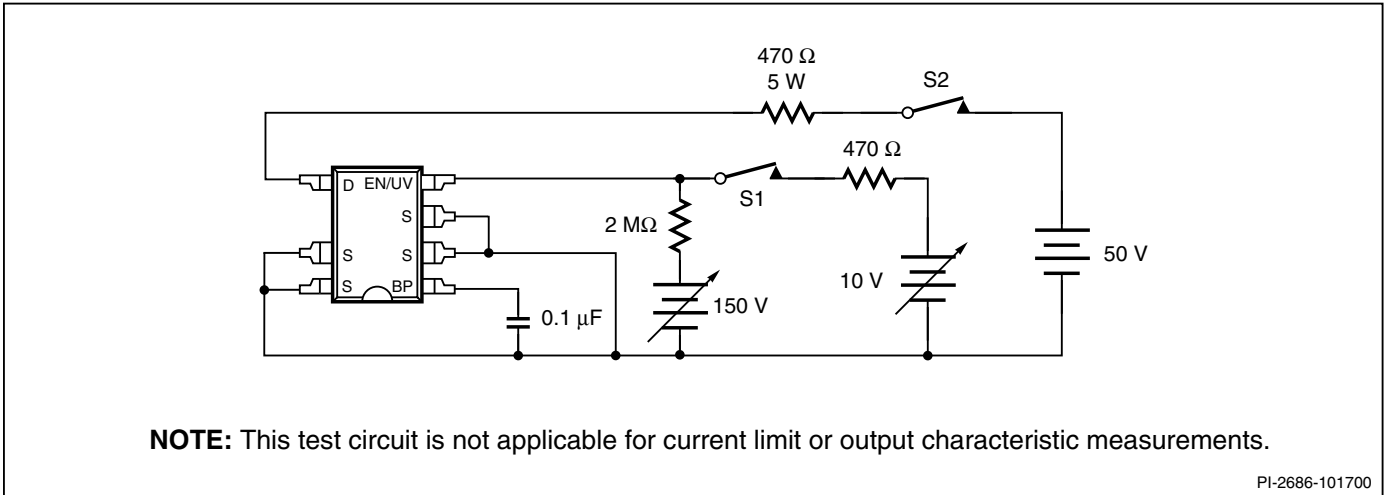 470 Ω
5 W
S2
470 Ω
D EN/UV
S
S1
2 MΩ
S S
50 V
10 V
S BP
150 V
0.1 µF
NOTE: This test circuit is not applicable for current limit or output characteristic measurements.
PI-2686-101700